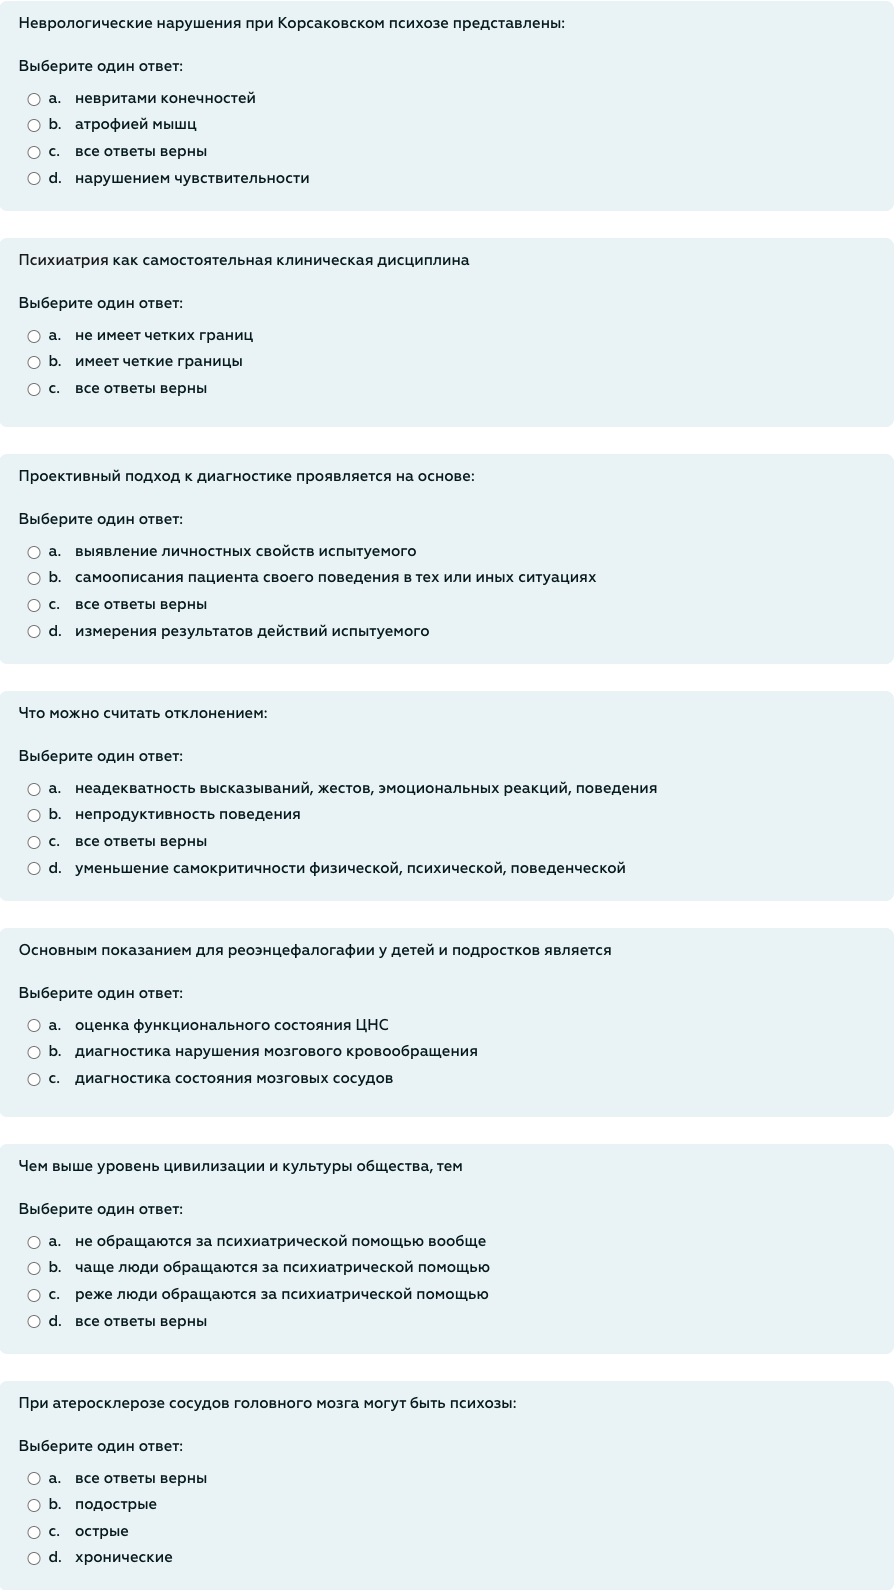 Неврологические нарушения при Корсаковском психозе представлены:
Выберите один ответ:
a. невритами конечностей
b. атрофией мышц
c. все ответы верны
d. нарушением чувствительности
Психиатрия как самостоятельная клиническая дисциплина
Выберите один ответ:
a. не имеет четких границ
b. имеет четкие границы
c. все ответы верны
Проективный подход к диагностике проявляется на основе:
Выберите один ответ:
a. выявление личностных свойств испытуемого
b. самоописания пациента своего поведения в тех или иных ситуациях
c. все ответы верны
d. измерения результатов действий испытуемого
Что можно считать отклонением:
Выберите один ответ:
a. неадекватность высказываний, жестов, эмоциональных реакций, поведения
b. непродуктивность поведения
c. все ответы верны
d. уменьшение самокритичности физической, психической, поведенческой
Основным показанием для реоэнцефалогафии у детей и подростков является
Выберите один ответ:
a. оценка функционального состояния ЦНС
b. диагностика нарушения мозгового кровообращения
c. диагностика состояния мозговых сосудов
Чем выше уровень цивилизации и культуры общества, тем
Выберите один ответ:
a. не обращаются за психиатрической помощью вообще
b. чаще люди обращаются за психиатрической помощью
c. реже люди обращаются за психиатрической помощью
d. все ответы верны
При атеросклерозе сосудов головного мозга могут быть психозы:
Выберите один ответ:
a. все ответы верны
b. подострые
c. острые
d. хронические